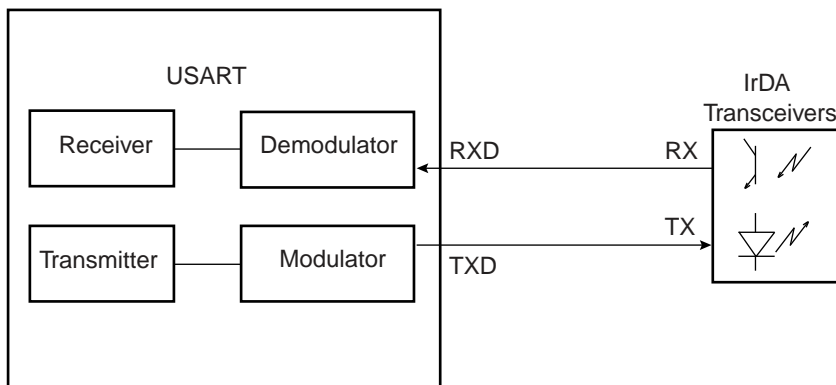 USART
IrDA
Transceivers
Receiver
Demodulator
RXD
RX
Transmitter
Modulator
TXD
TX